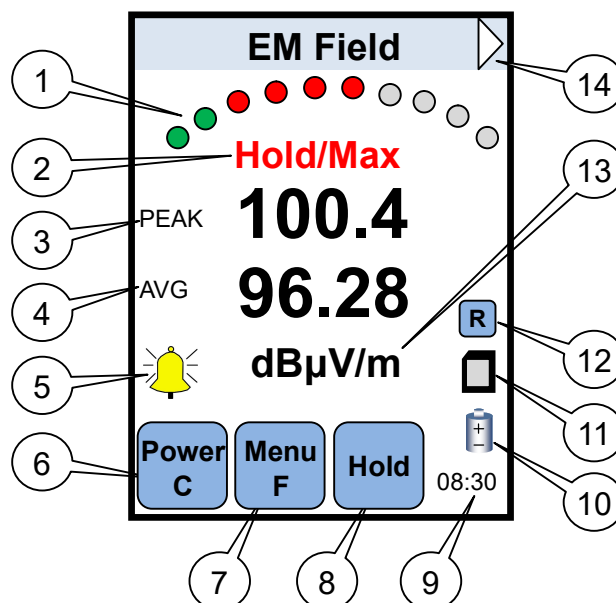 EM Field
1
14
Hold/Max
2
13
PEAK 100.4
3
AVG 96.28
4
R
dBµV/m
12
5
11
+
−
Power C
Menu F
Hold
6
10
08:30
7
8
9